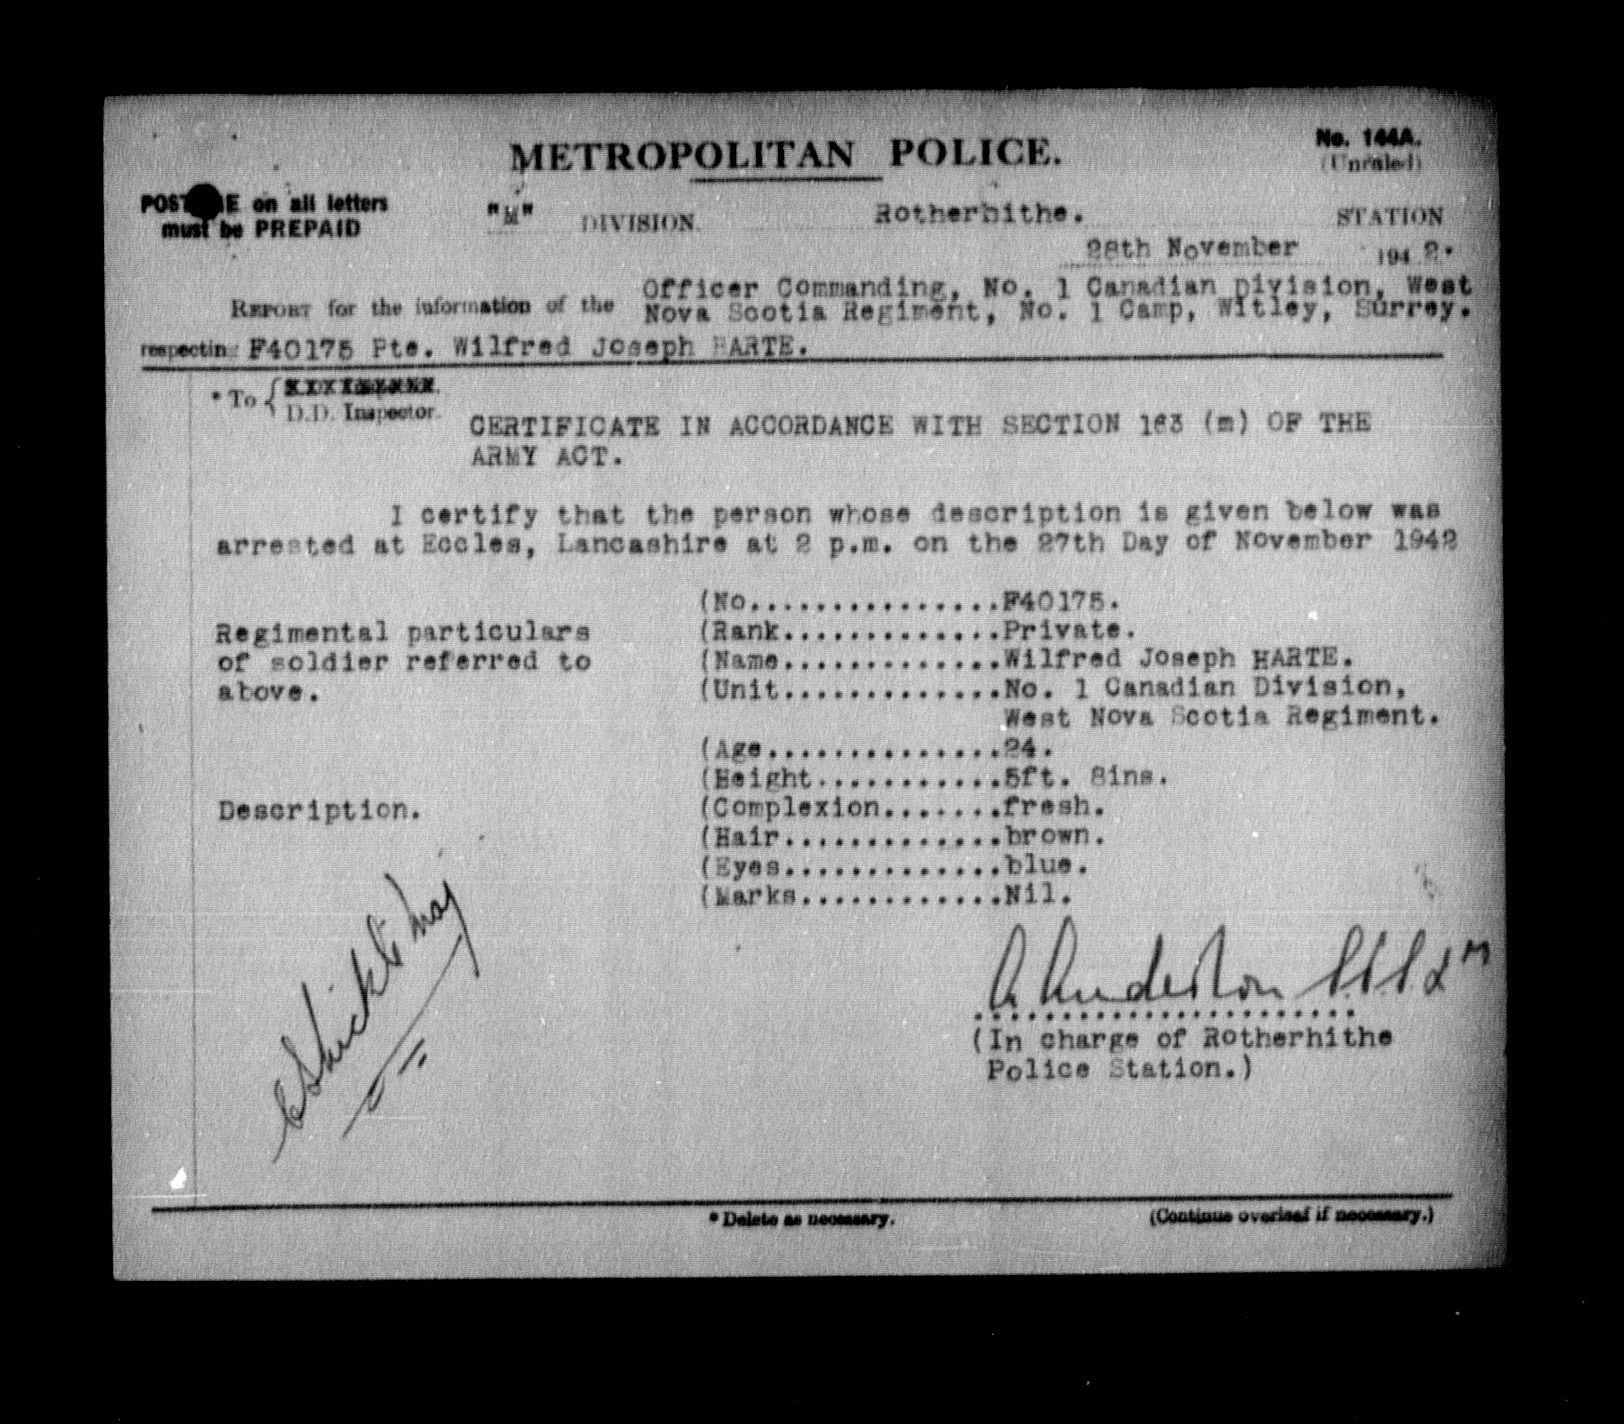 METROPOLITAN POLICE.
No. 144A.
(Unruled)
POSTAGE on all letters
must be PREPAID
"M" DIVISION. Rotherhithe. STATION
28th November 1942.
REPORT for the information of the Officer Commanding, No. 1 Canadian Division, West
Nova Scotia Regiment, No. 1 Camp, Witley, Surrey.
respecting F40175 Pte. Wilfred Joseph HARTE.
* To {
D.D. Inspector.
CERTIFICATE IN ACCORDANCE WITH SECTION 163 (m) OF THE
ARMY ACT.
I certify that the person whose description is given below was
arrested at Eccles, Lancashire at 2 p.m. on the 27th Day of November 1942
(No...............F40175.
Regimental particulars (Rank.............Private.
of soldier referred to (Name.............Wilfred Joseph HARTE.
above. (Unit.............No. 1 Canadian Division,
West Nova Scotia Regiment.
(Age..............24.
(Height...........5ft. 8ins.
Description. (Complexion.......fresh.
(Hair.............brown.
(Eyes.............blue.
(Marks............Nil.
(In charge of Rotherhithe
Police Station.)
* Delete as necessary. (Continue overleaf if necessary.)